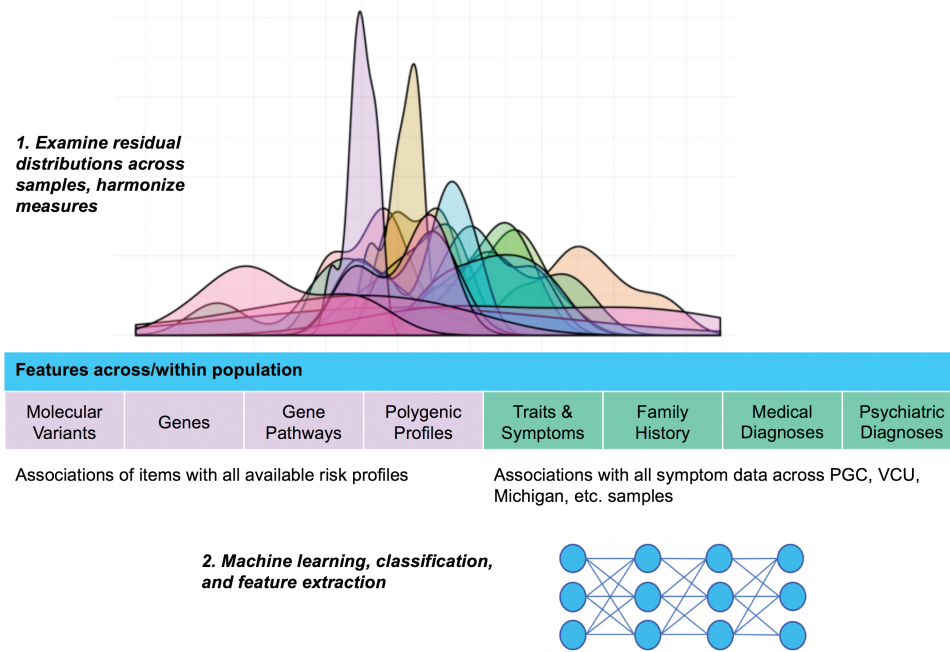 1. Examine residual
distributions across
samples, harmonize
measures
Features across/within population
Molecular
Variants
Genes
Gene
Pathways
Polygenic
Profiles
Traits &
Symptoms
Family
History
Medical
Diagnoses
Psychiatric
Diagnoses
Associations of items with all available risk profiles
Associations with all symptom data across PGC, VCU,
Michigan, etc. samples
2. Machine learning, classification,
and feature extraction